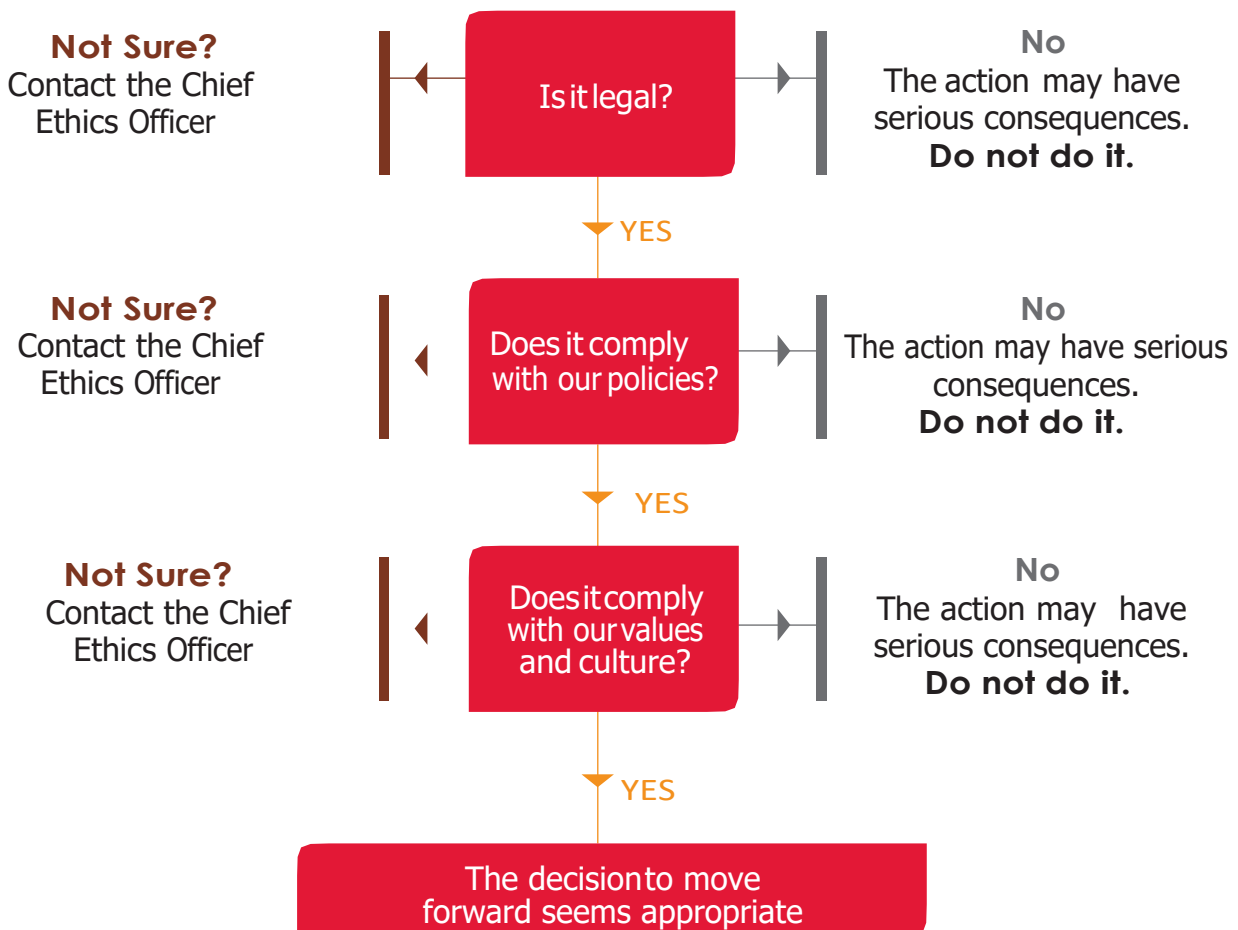 Not Sure?
Contact the Chief
Ethics Officer
Is it legal?
No
The action may have
serious consequences.
Do not do it.
YES
Not Sure?
Contact the Chief
Ethics Officer
Does it comply
with our policies?
No
The action may have serious
consequences.
Do not do it.
YES
Not Sure?
Contact the Chief
Ethics Officer
Does it comply
with our values
and culture?
No
The action may have
serious consequences.
Do not do it.
YES
The decision to move
forward seems appropriate